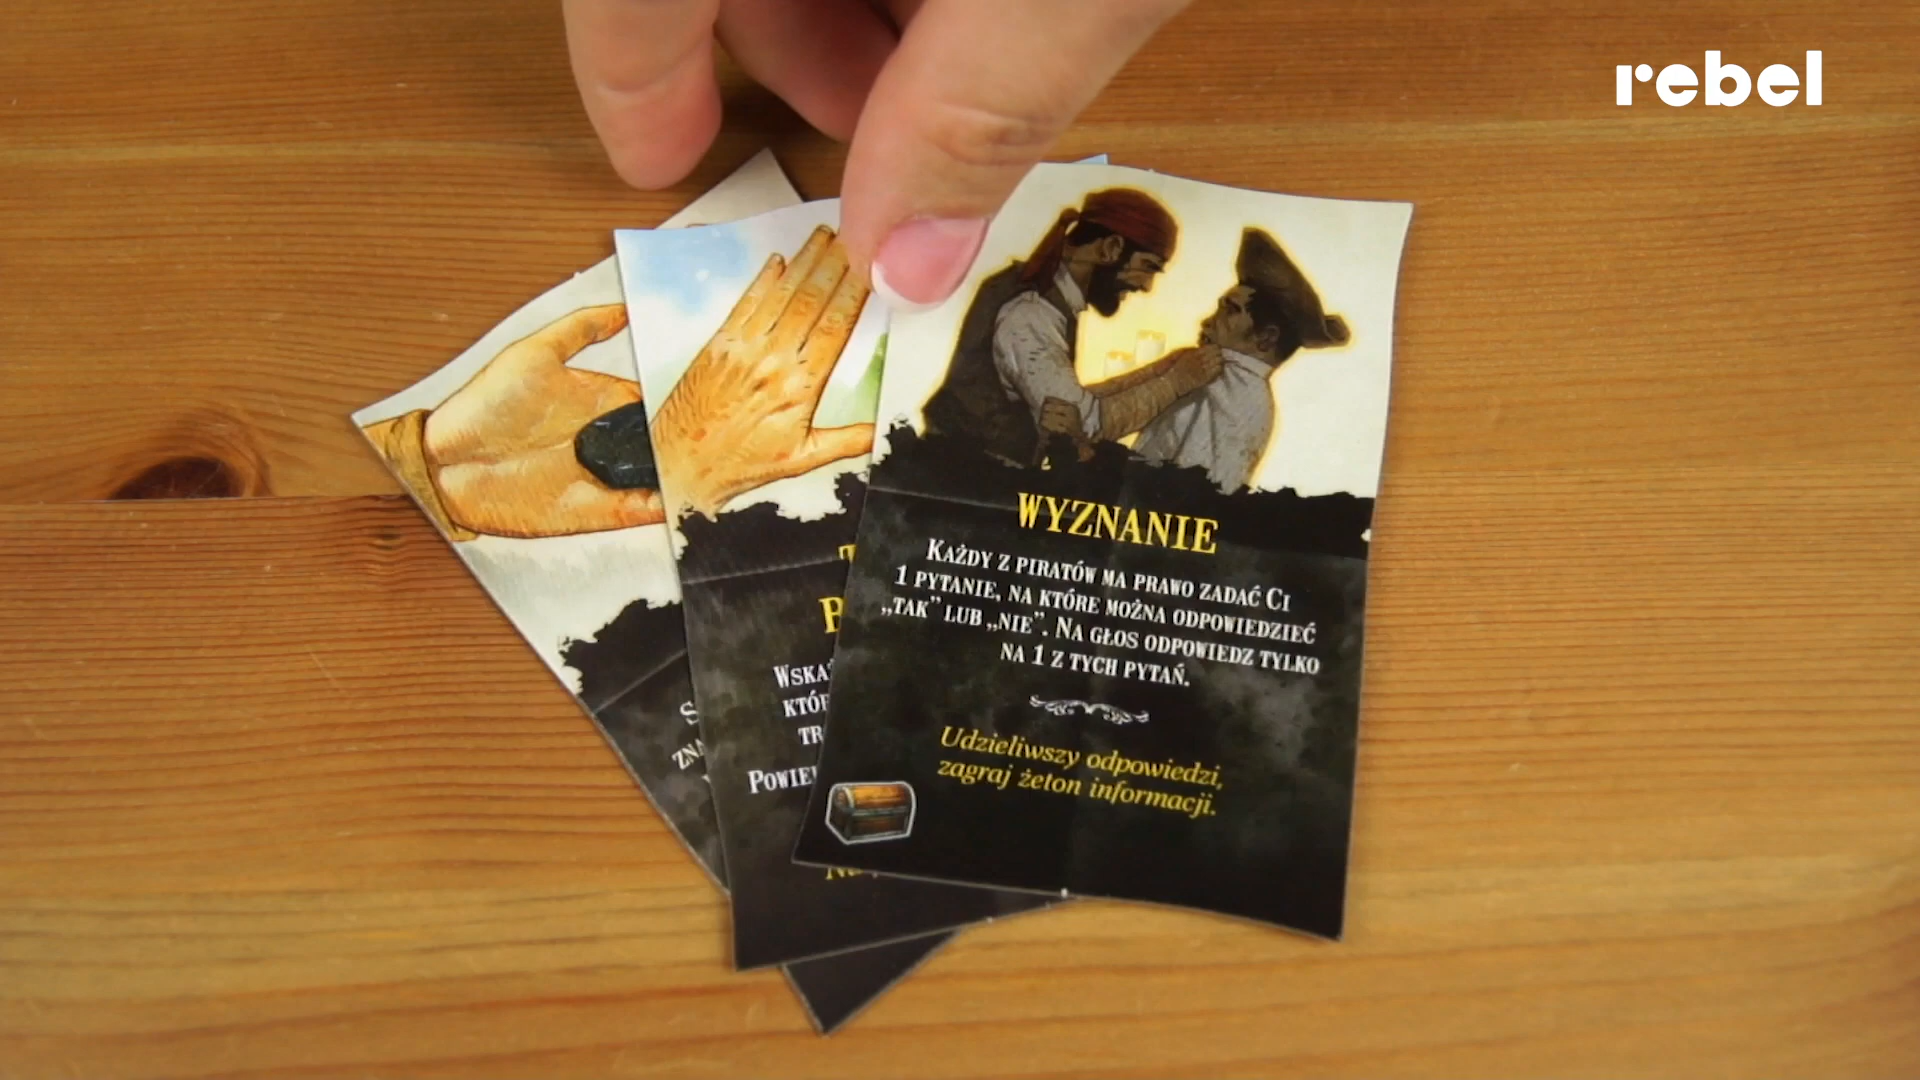 rebel
WYZNANIE
Każdy z piratów ma prawo zadać Ci
1 pytanie, na które można odpowiedzieć
„tak” lub „nie”. Na głos odpowiedz tylko
na 1 z tych pytań.
Udzieliwszy odpowiedzi,
zagraj żeton informacji.